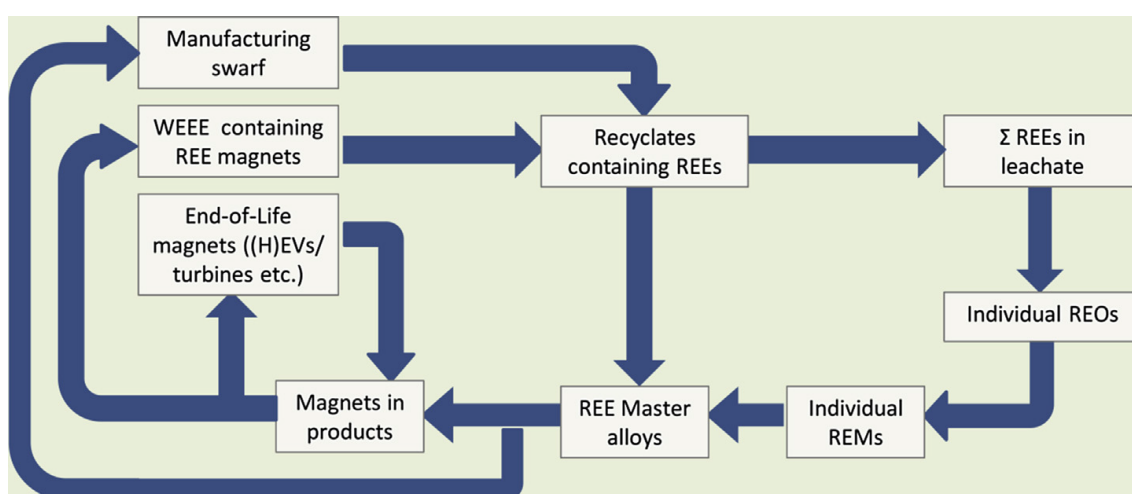 Manufacturing
swarf
WEEE containing
REE magnets
End-of-Life
magnets ((H)EVs/
turbines etc.)
Recyclates
containing REEs
Σ REEs in
leachate
Individual REOs
Individual
REMs
REE Master
alloys
Magnets in
products